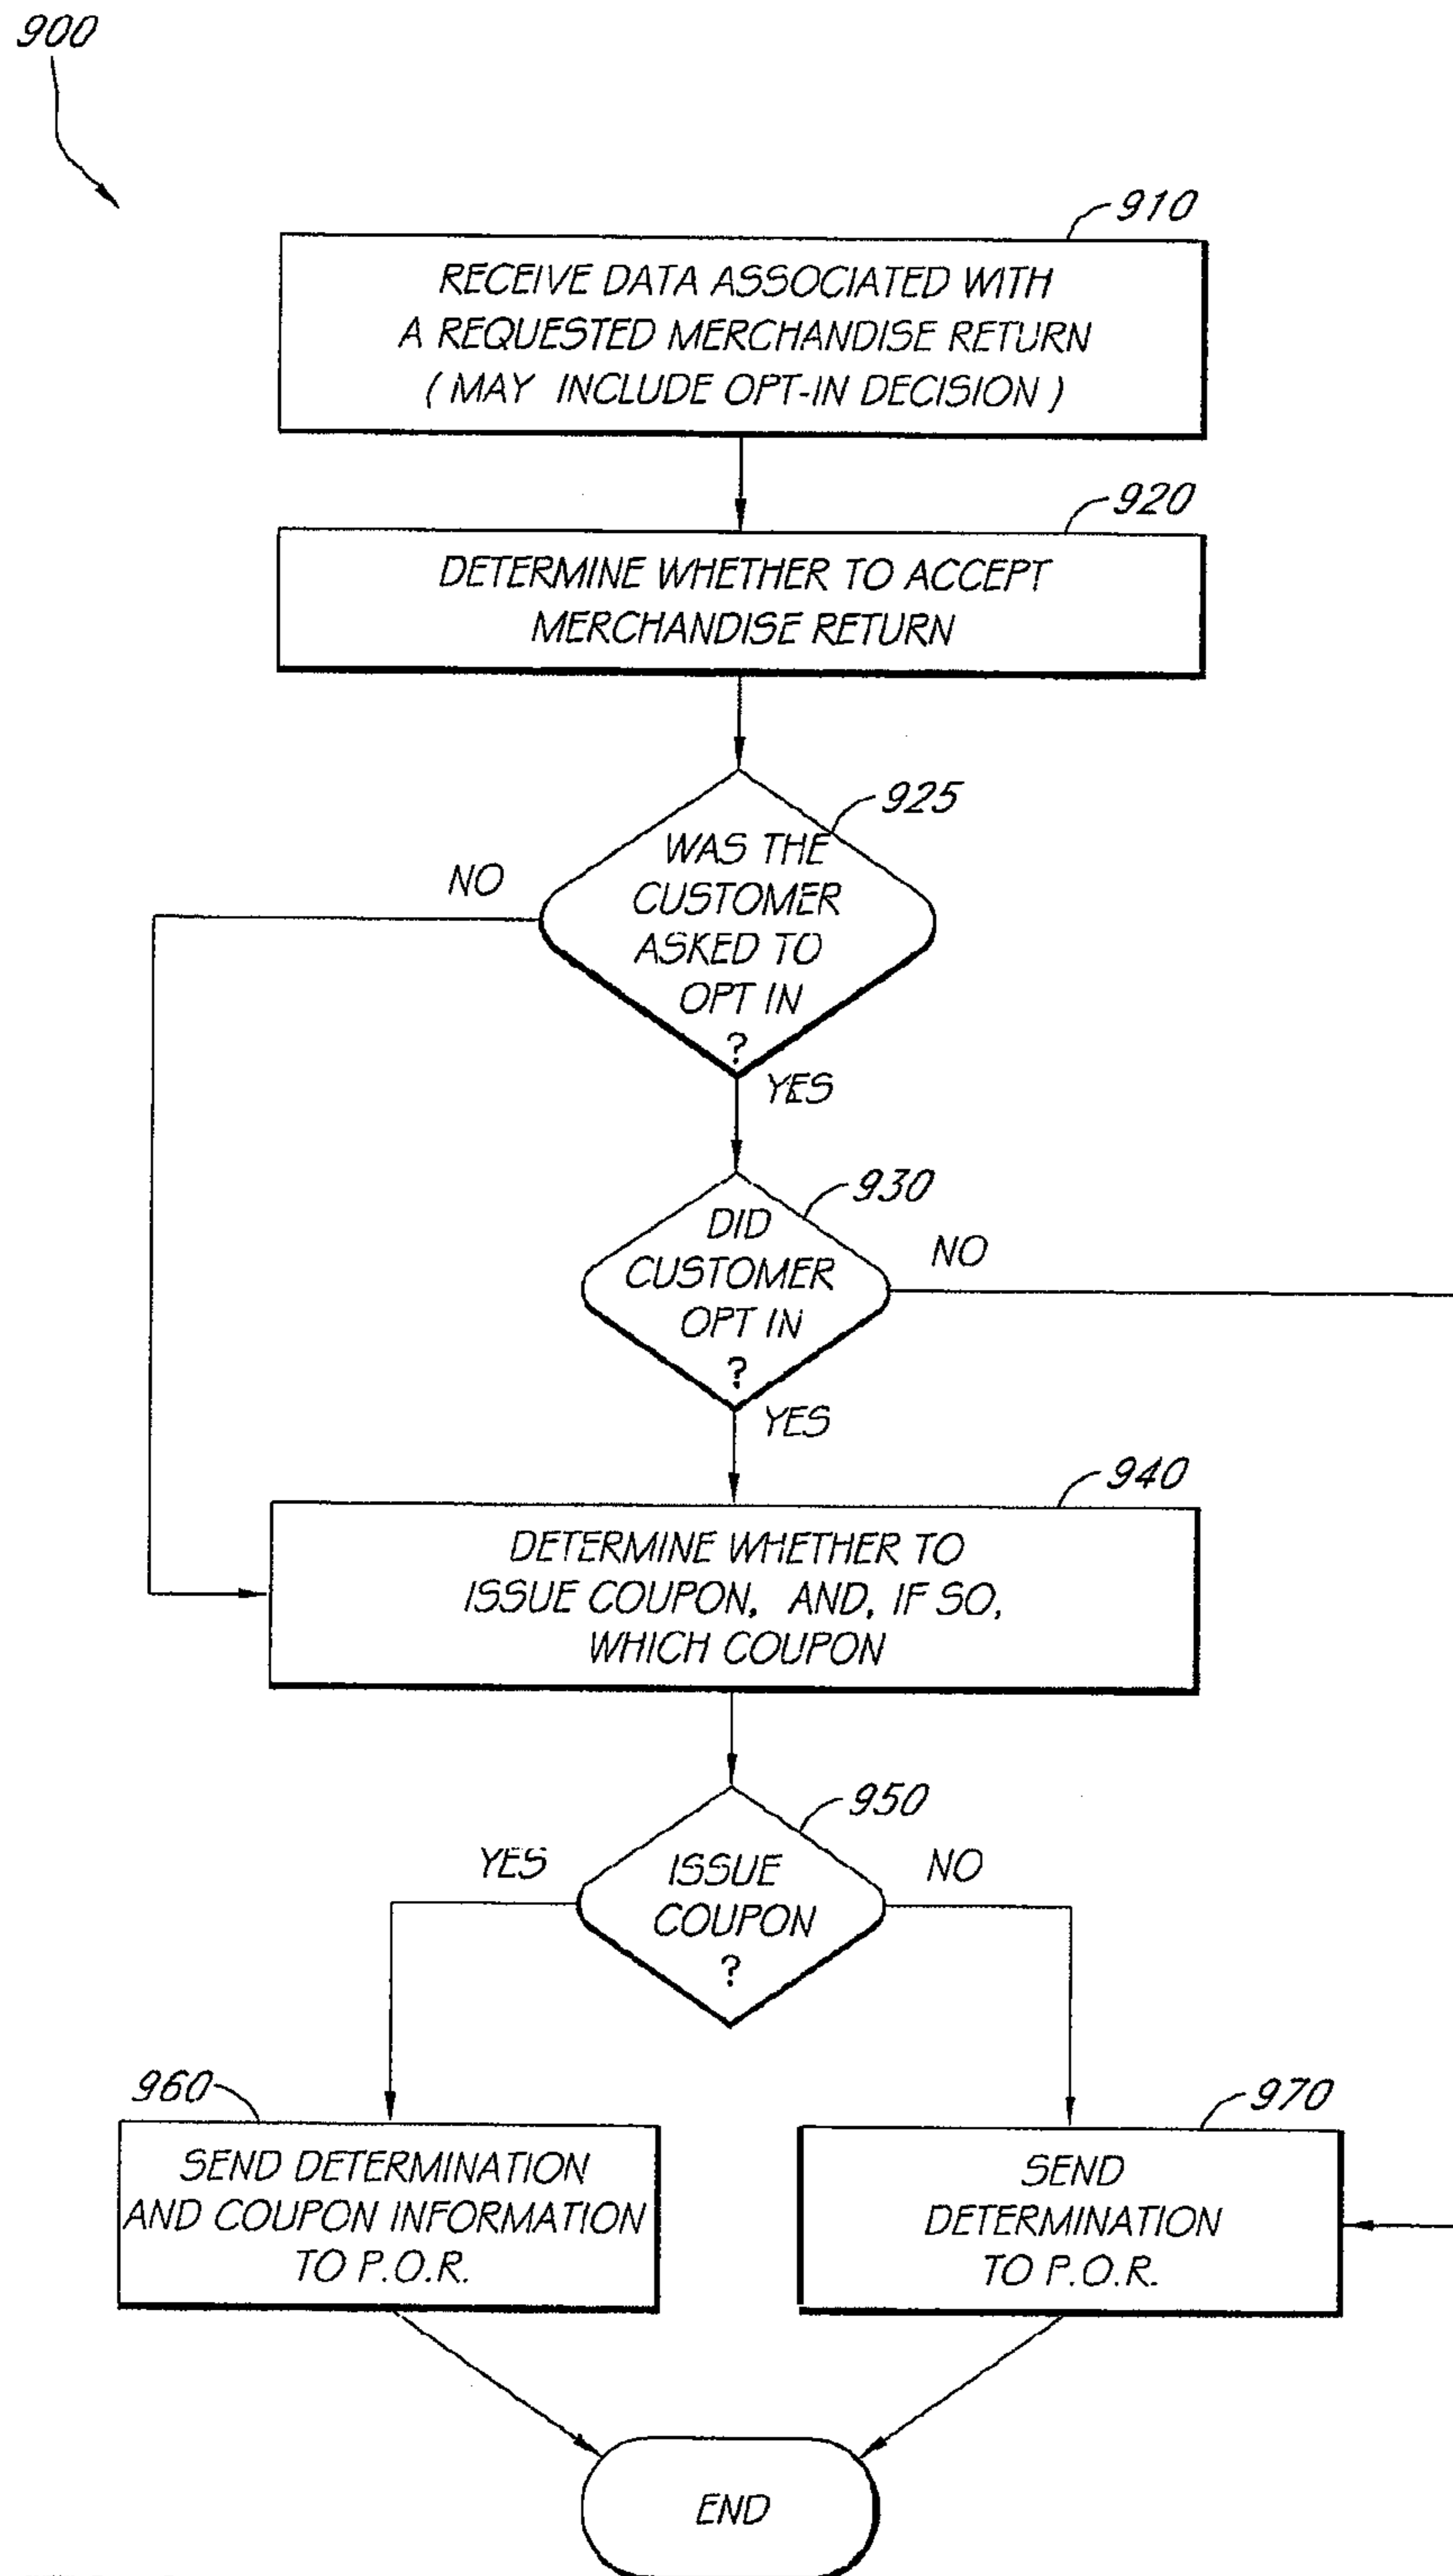 900
910
RECEIVE DATA ASSOCIATED WITH
A REQUESTED MERCHANDISE RETURN
( MAY INCLUDE OPT-IN DECISION )
920
DETERMINE WHETHER TO ACCEPT
MERCHANDISE RETURN
925
WAS THE
CUSTOMER
ASKED TO
OPT IN
?
NO
YES
930
DID
CUSTOMER
OPT IN
?
NO
YES
940
DETERMINE WHETHER TO
ISSUE COUPON, AND, IF SO,
WHICH COUPON
950
ISSUE
COUPON
?
YES
NO
960
SEND DETERMINATION
AND COUPON INFORMATION
TO P.O.R.
970
SEND
DETERMINATION
TO P.O.R.
END